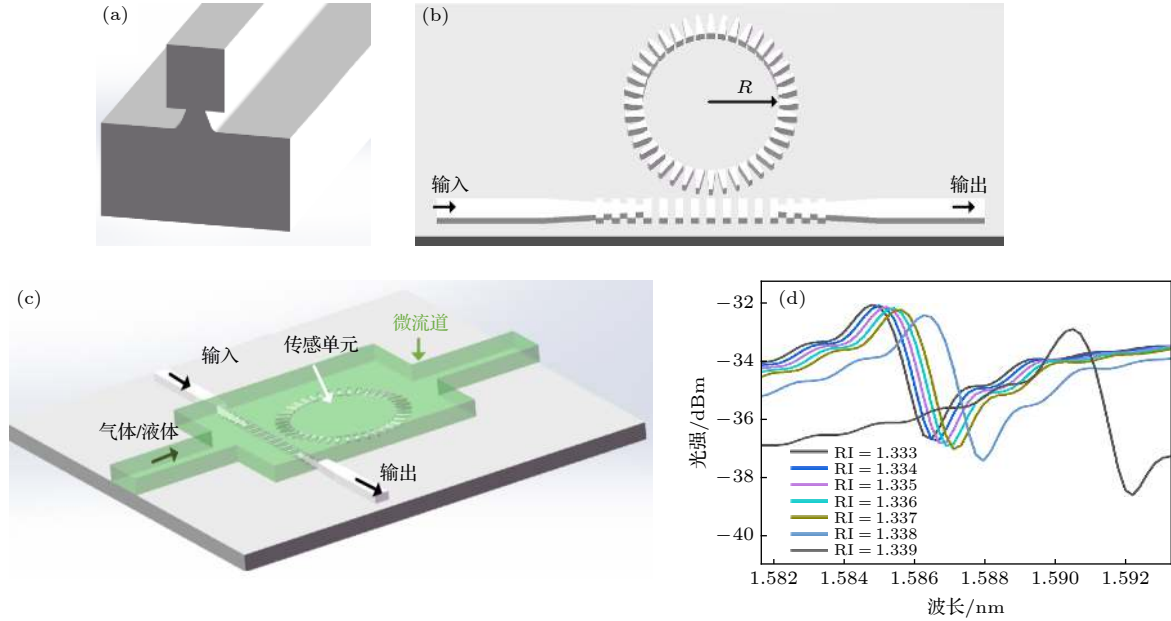 (a)
(b)
R
输入
输出
(c)
微流道
传感单元
输入
气体/液体
输出
(d)
−32
−34
−36
−38
−40
光强/dBm
RI = 1.333
RI = 1.334
RI = 1.335
RI = 1.336
RI = 1.337
RI = 1.338
RI = 1.339
1.582 1.584 1.586 1.588 1.590 1.592
波长/nm